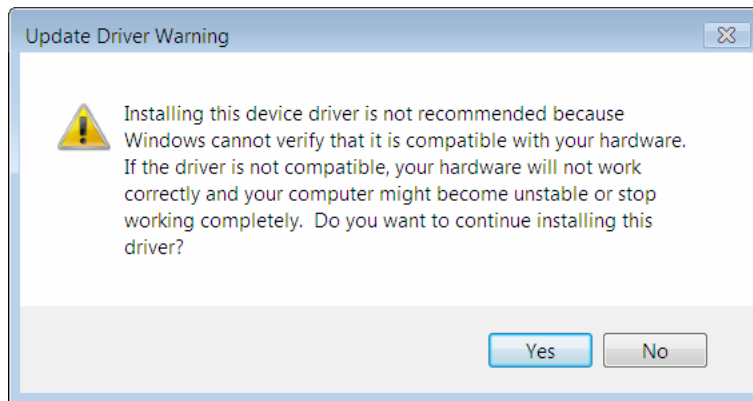 Update Driver Warning
Installing this device driver is not recommended because
Windows cannot verify that it is compatible with your hardware.
If the driver is not compatible, your hardware will not work
correctly and your computer might become unstable or stop
working completely.  Do you want to continue installing this
driver?
Yes
No